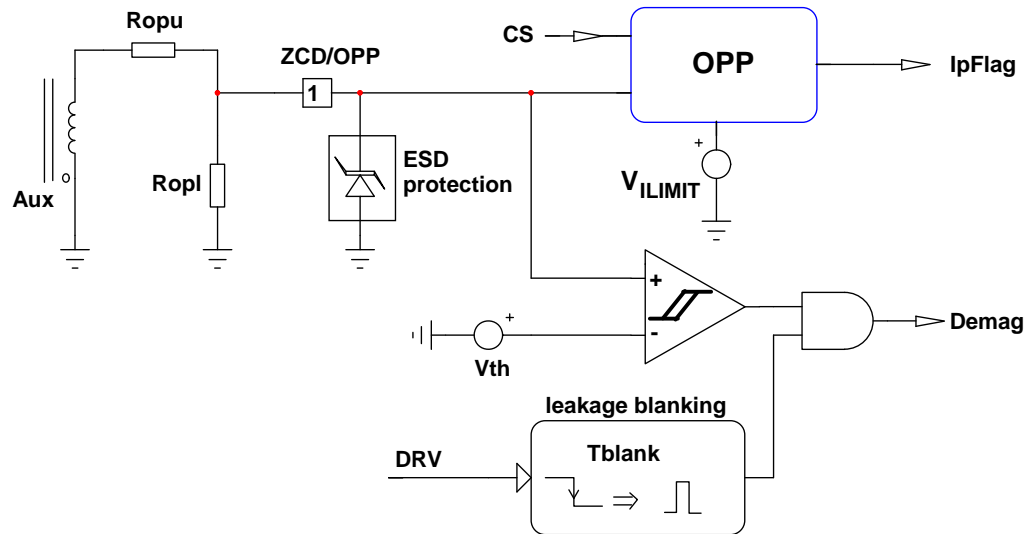 Ropu
CS
OPP
IpFlag
ZCD/OPP
1
ESD
protection
Ropl
Aux
+
VILIMIT
+
-
+
Vth
Demag
leakage blanking
Tblank
DRV